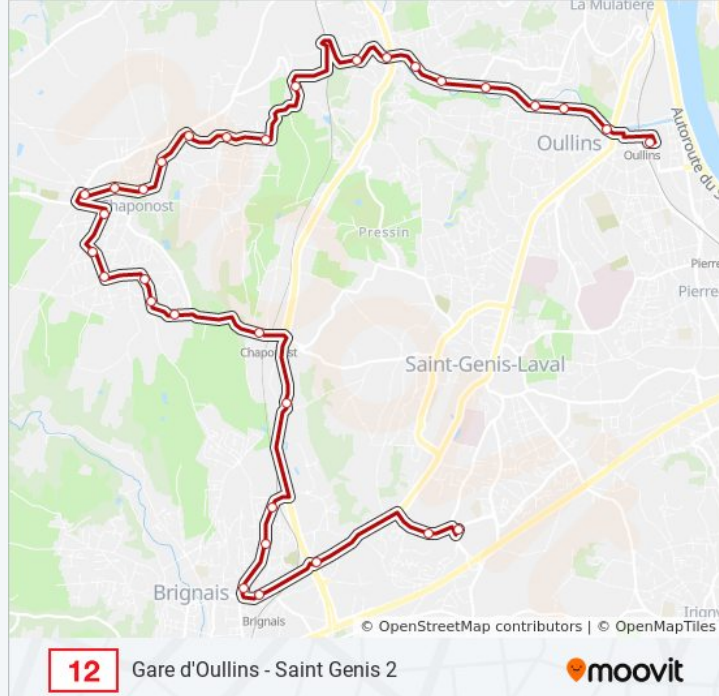 La Mulatière
Autoroute du S
Oullins
Oullins
Chaponost
Pressin
Pierre
Pierre
Chaponost
Saint-Genis-Laval
Brignais
Brignais
Irigny
© OpenStreetMap contributors | © OpenMapTiles
12 Gare d'Oullins - Saint Genis 2 moovit